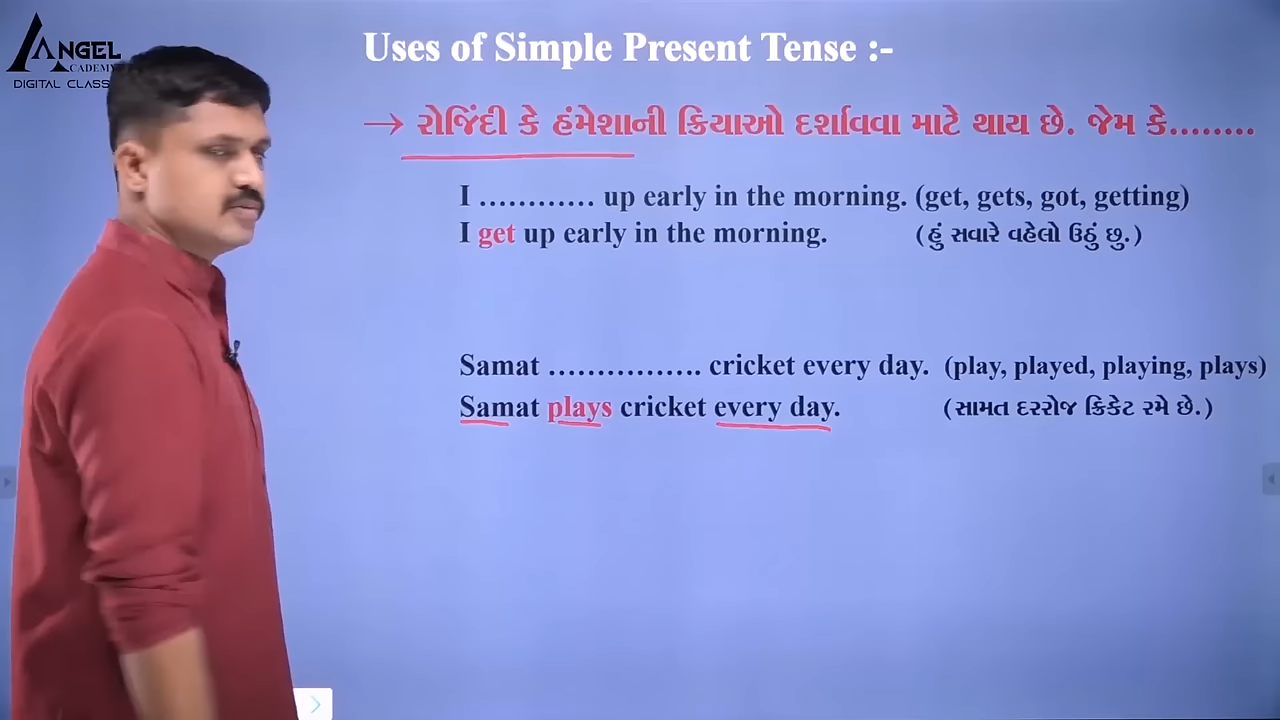 ANGEL
ACADEMY
DIGITAL CLASS
Uses of Simple Present Tense :-
→ રોજિંદી કે હંમેશાની ક્રિયાઓ દર્શાવવા માટે થાય છે. જેમ કે........
I ............ up early in the morning. (get, gets, got, getting)
I get up early in the morning. (હું સવારે વહેલો ઉઠું છુ.)
Samat ................ cricket every day. (play, played, playing, plays)
Samat plays cricket every day. (સામત દરરોજ ક્રિકેટ રમે છે.)